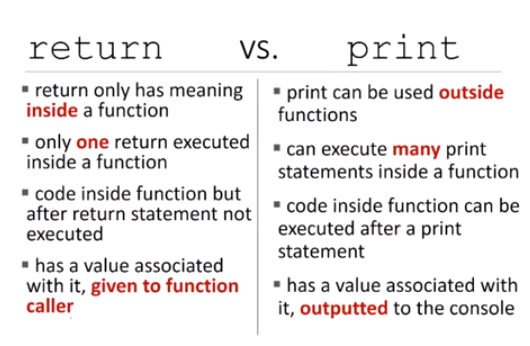 return vs. print
▪ return only has meaning
inside a function
▪ only one return executed
inside a function
▪ code inside function but
after return statement not
executed
▪ has a value associated
with it, given to function
caller
▪ print can be used outside
functions
▪ can execute many print
statements inside a function
▪ code inside function can be
executed after a print
statement
▪ has a value associated with
it, outputted to the console